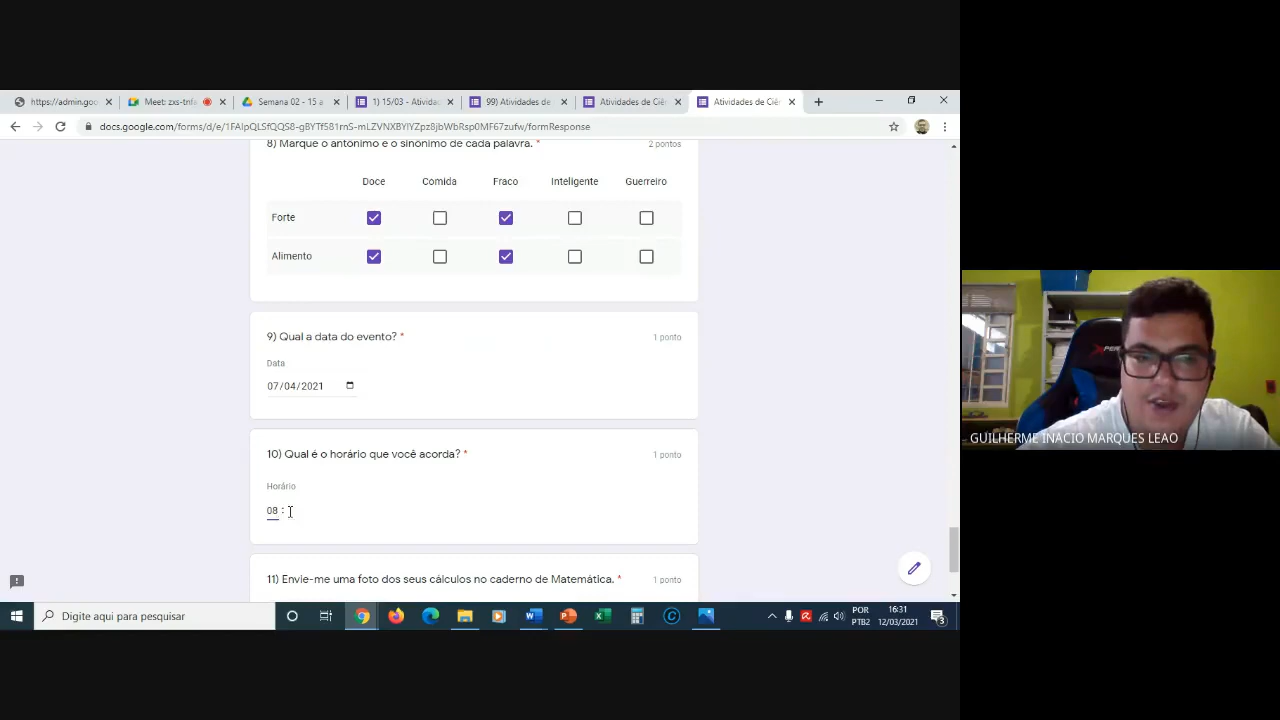 https://admin.goo
Meet: zxs-tnfa
Semana 02 - 15 a
1) 15/03 - Ativida
99) Atividades de
Atividades de Ciê
Atividades de Ciê
docs.google.com/forms/d/e/1FAIpQLSfQQS8-gBYTf581rnS-mLZVNXBYlYZpz8jbWbRsp0MF67zufw/formResponse
8) Marque o antônimo e o sinônimo de cada palavra. *
2 pontos
Doce Comida Fraco Inteligente Guerreiro
Forte
Alimento
9) Qual a data do evento? *
1 ponto
Data
07/04/2021
10) Qual é o horário que você acorda? *
1 ponto
Horário
08 :
11) Envie-me uma foto dos seus cálculos no caderno de Matemática. *
1 ponto
GUILHERME INACIO MARQUES LEAO
Digite aqui para pesquisar
POR
PTB2
16:31
12/03/2021
3